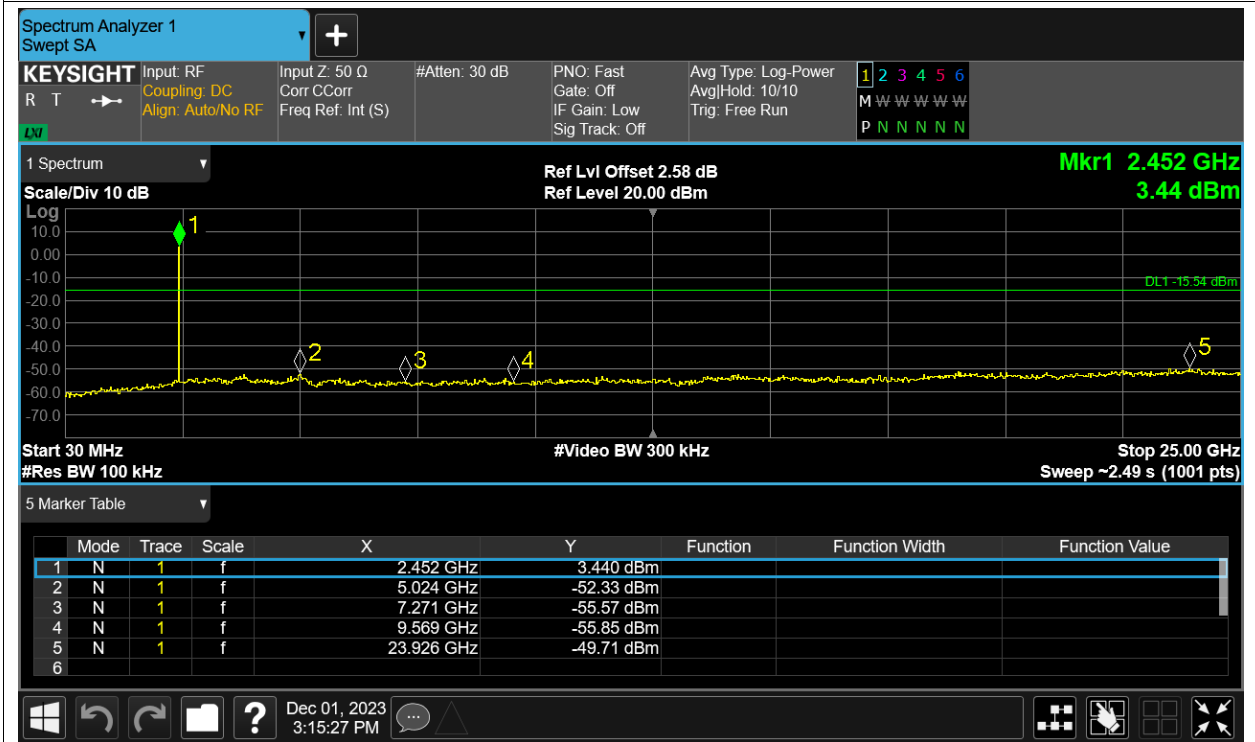 Spectrum Analyzer 1
Swept SA
KEYSIGHT
R T
LXI
Input: RF
Coupling: DC
Align: Auto/No RF
Input Z: 50 Ω
Corr CCorr
Freq Ref: Int (S)
#Atten: 30 dB
PNO: Fast
Gate: Off
IF Gain: Low
Sig Track: Off
Avg Type: Log-Power
Avg|Hold: 10/10
Trig: Free Run
1 2 3 4 5 6
M W W W W W
P N N N N N
1 Spectrum
Scale/Div 10 dB
Ref Lvl Offset 2.58 dB
Ref Level 20.00 dBm
Mkr1 2.452 GHz
3.44 dBm
Log
10.0
0.00
-10.0
-20.0
-30.0
-40.0
-50.0
-60.0
-70.0
1
DL1 -15.54 dBm
2
3
4
5
Start 30 MHz
#Res BW 100 kHz
#Video BW 300 kHz
Stop 25.00 GHz
Sweep ~2.49 s (1001 pts)
5 Marker Table
Mode Trace Scale X Y Function Function Width Function Value
1 N 1 f 2.452 GHz 3.440 dBm
2 N 1 f 5.024 GHz -52.33 dBm
3 N 1 f 7.271 GHz -55.57 dBm
4 N 1 f 9.569 GHz -55.85 dBm
5 N 1 f 23.926 GHz -49.71 dBm
6
?
Dec 01, 2023
3:15:27 PM